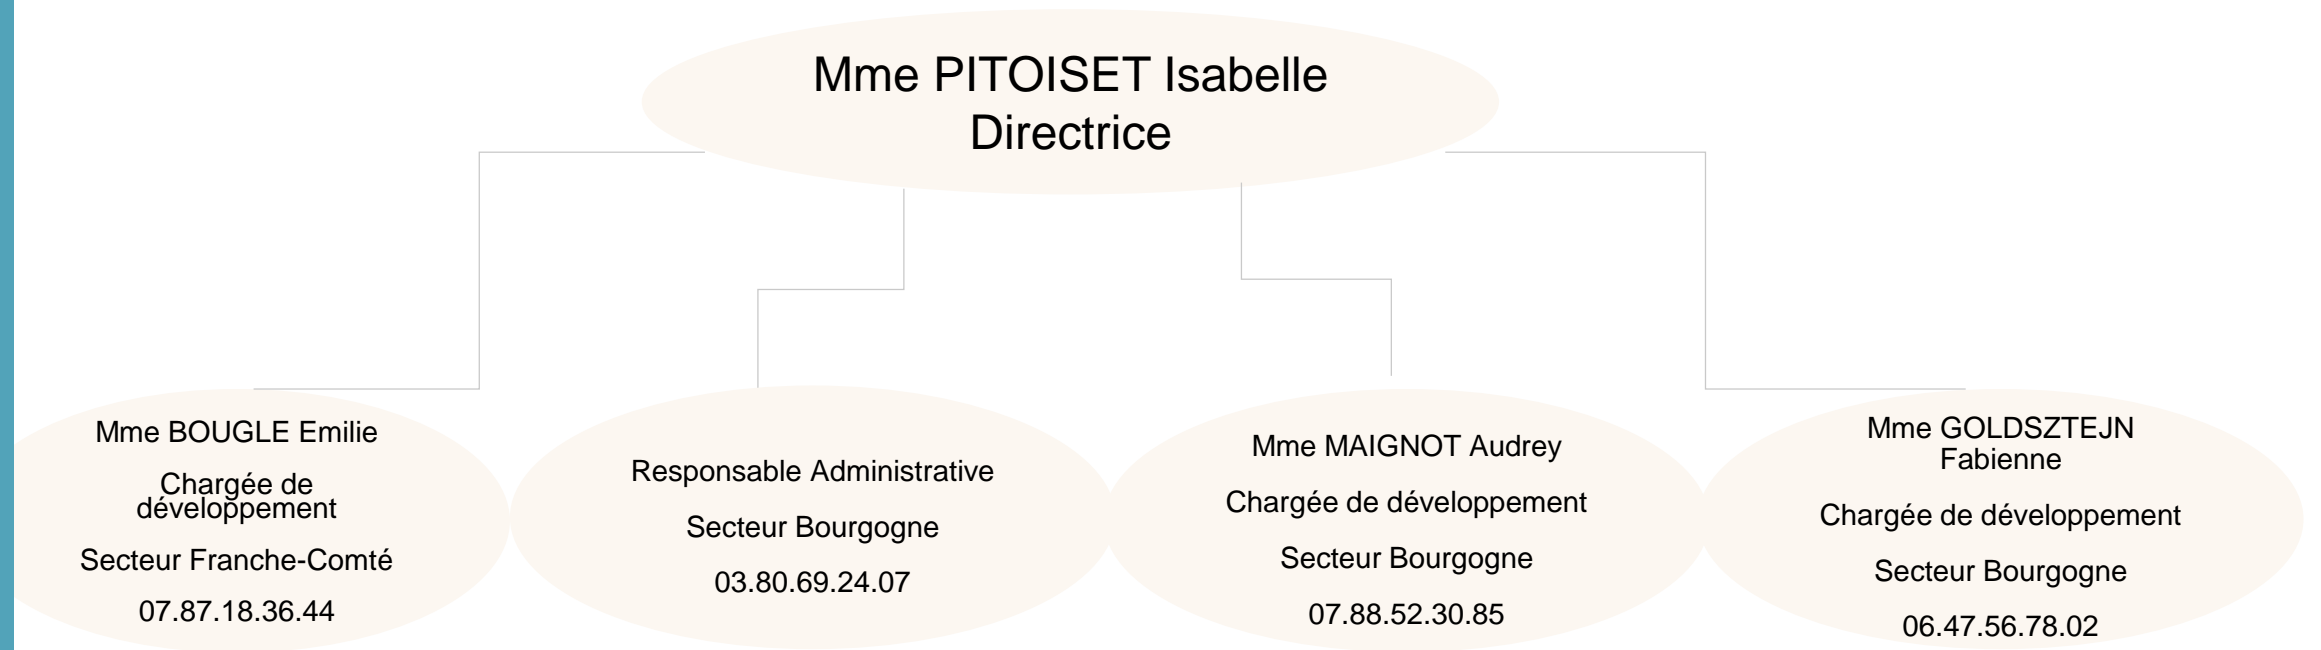 Mme PITOISET Isabelle
Directrice
Mme BOUGLE Emilie
Chargée de
développement
Secteur Franche-Comté
07.87.18.36.44
Responsable Administrative
Secteur Bourgogne
03.80.69.24.07
Mme MAIGNOT Audrey
Chargée de développement
Secteur Bourgogne
07.88.52.30.85
Mme GOLDSZTEJN
Fabienne
Chargée de développement
Secteur Bourgogne
06.47.56.78.02